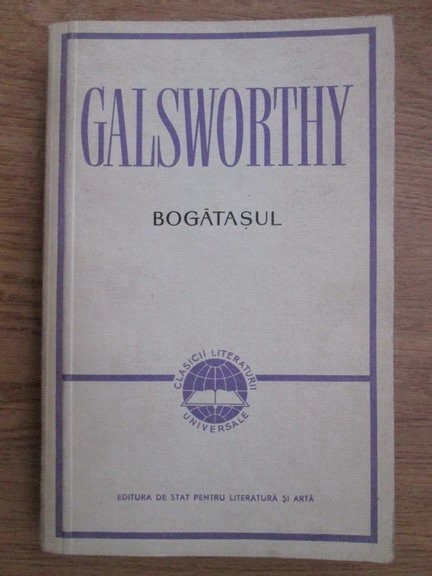 GALSWORTHY
BOGĂTAȘUL
CLASICII LITERATURII
UNIVERSALE
EDITURA DE STAT PENTRU LITERATURĂ ȘI ARTĂ